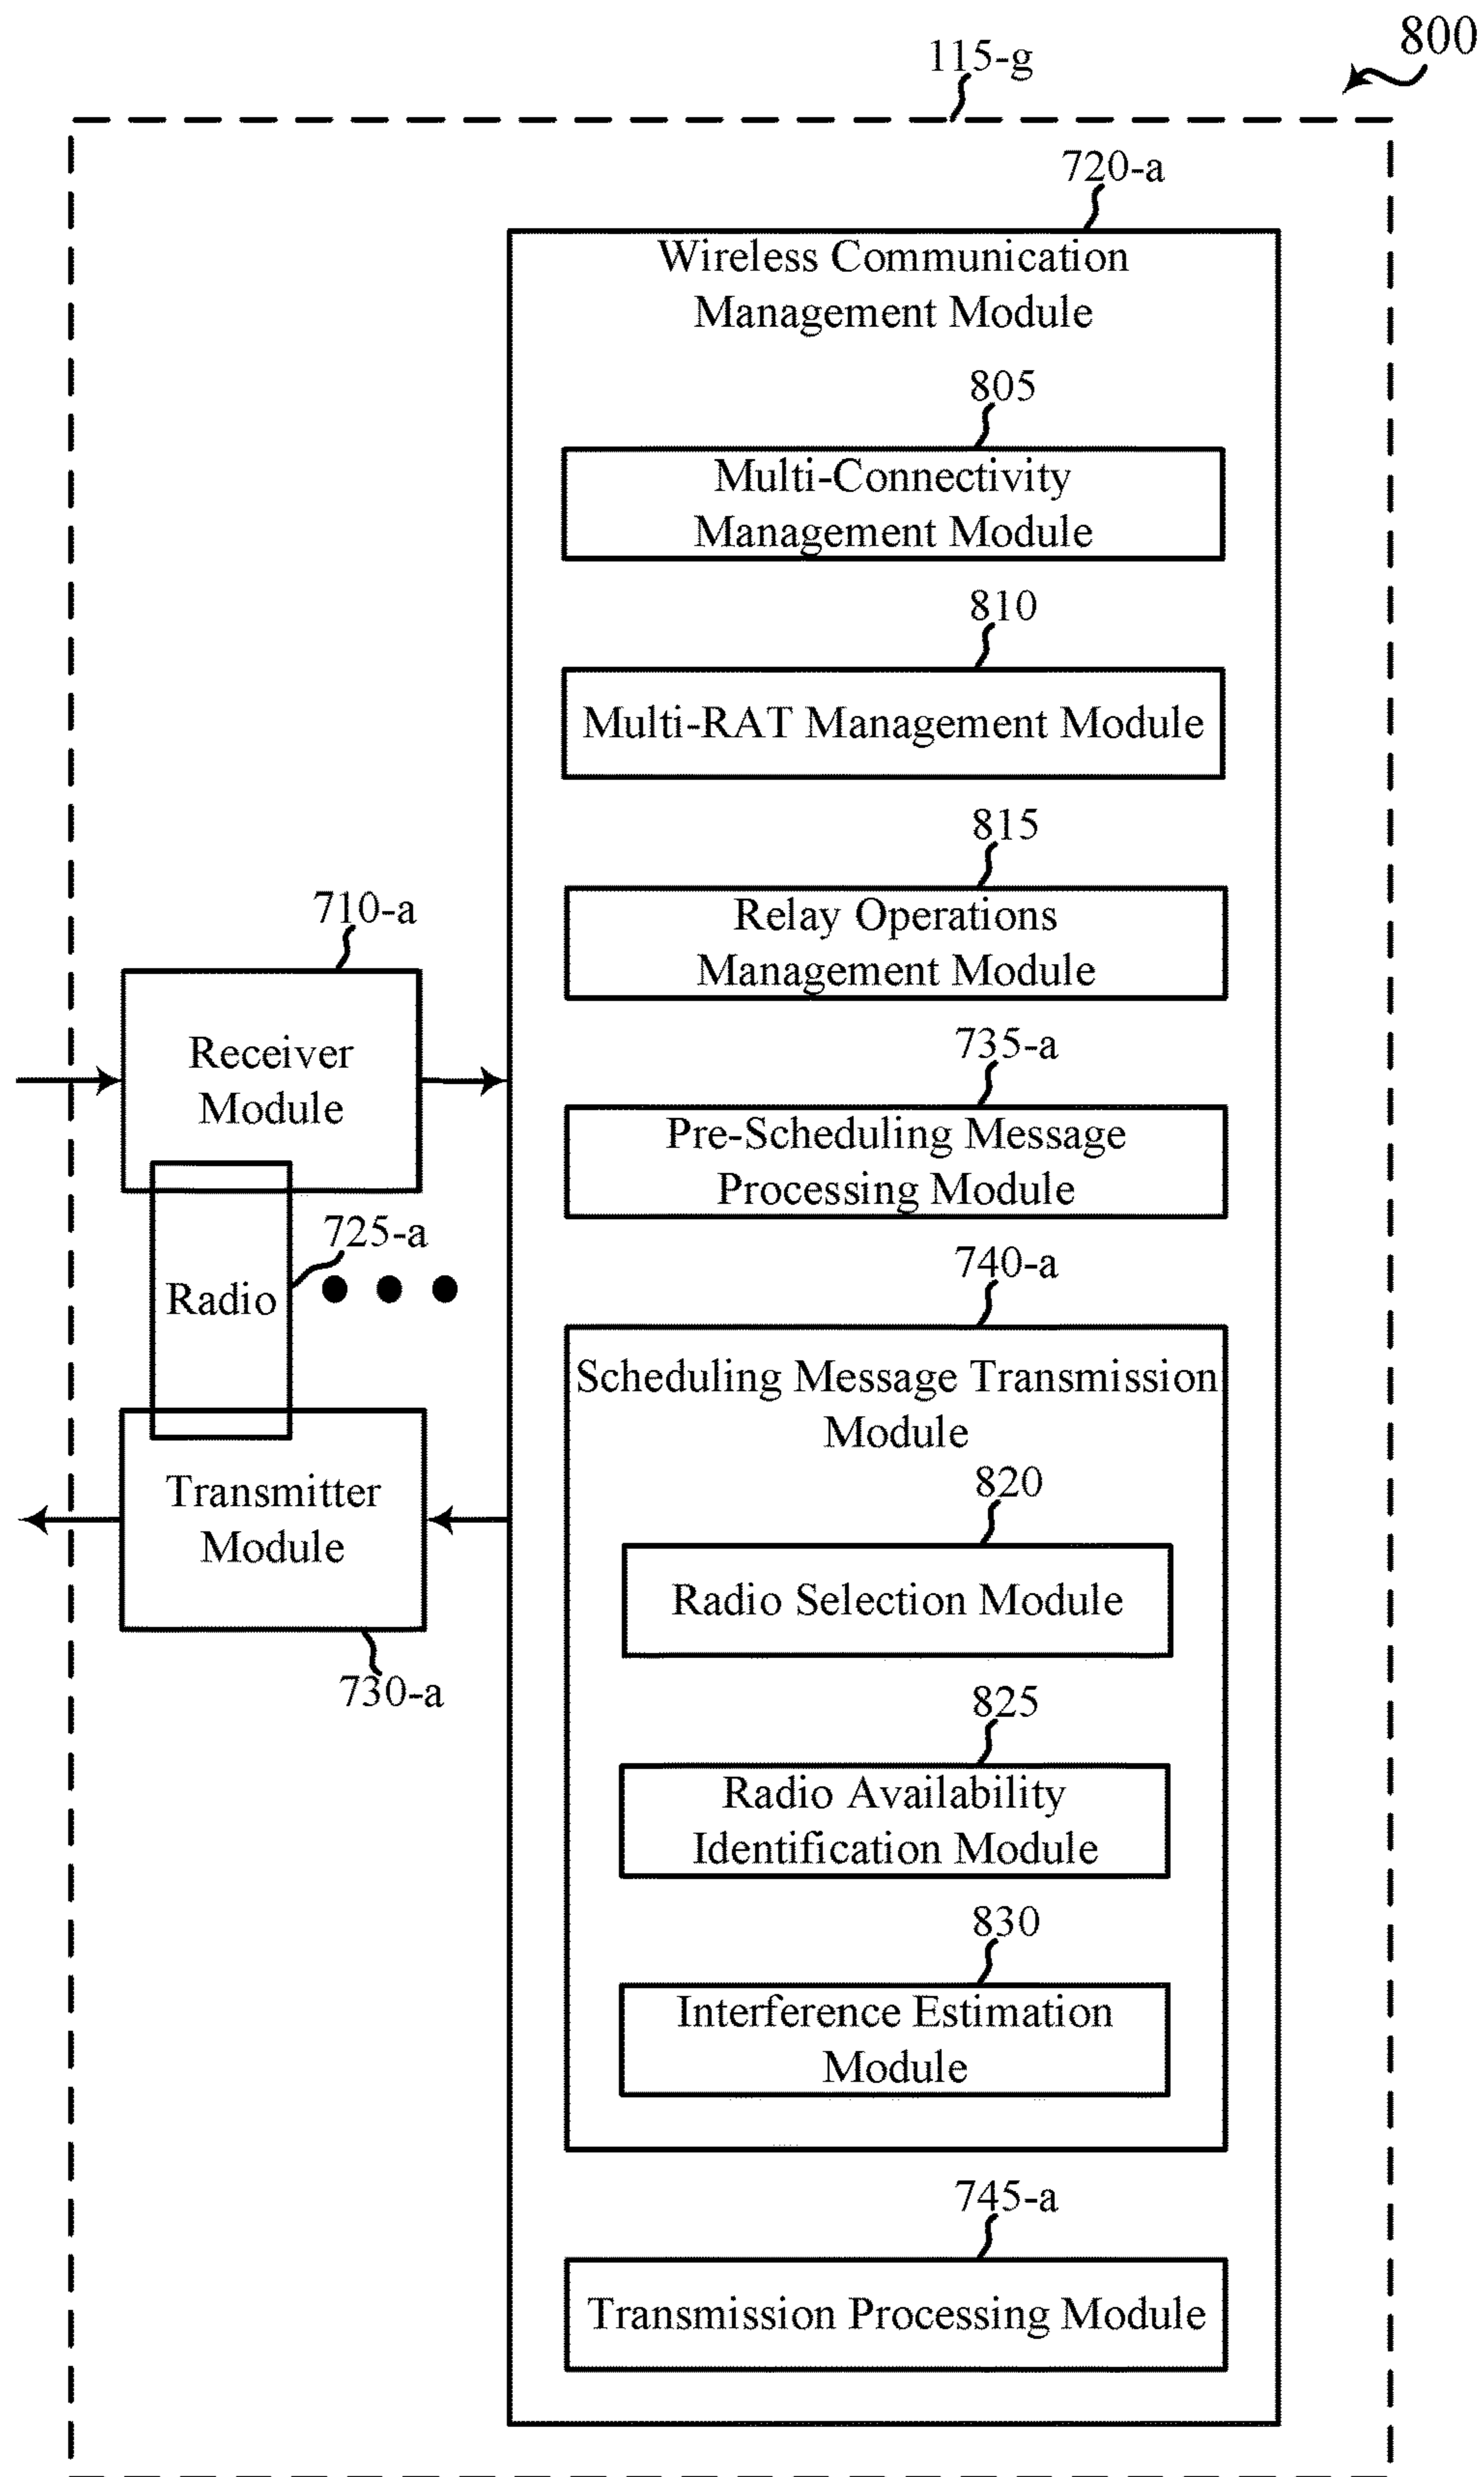 800
115-g
720-a
Wireless Communication
Management Module
805
Multi-Connectivity
Management Module
810
Multi-RAT Management Module
815
Relay Operations
Management Module
710-a
Receiver
Module
735-a
Pre-Scheduling Message
Processing Module
725-a
Radio
740-a
Scheduling Message Transmission
Module
Transmitter
Module
730-a
820
Radio Selection Module
825
Radio Availability
Identification Module
830
Interference Estimation
Module
745-a
Transmission Processing Module